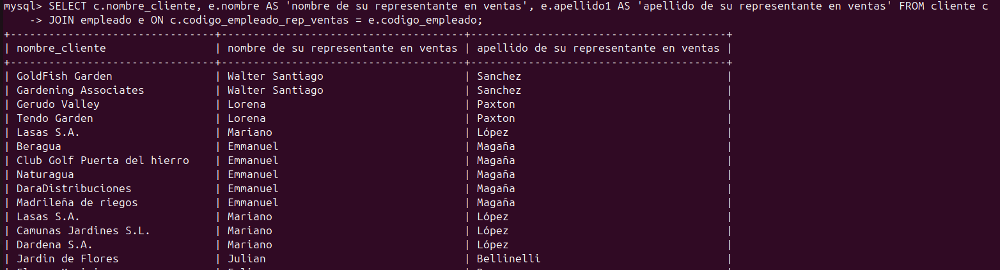 mysql> SELECT c.nombre_cliente, e.nombre AS 'nombre de su representante en ventas', e.apellido1 AS 'apellido de su representante en ventas' FROM cliente c
    -> JOIN empleado e ON c.codigo_empleado_rep_ventas = e.codigo_empleado;
+--------------------------------+--------------------------------------+----------------------------------------+
| nombre_cliente                 | nombre de su representante en ventas | apellido de su representante en ventas |
+--------------------------------+--------------------------------------+----------------------------------------+
| GoldFish Garden                | Walter Santiago                      | Sanchez                                |
| Gardening Associates           | Walter Santiago                      | Sanchez                                |
| Gerudo Valley                  | Lorena                               | Paxton                                 |
| Tendo Garden                   | Lorena                               | Paxton                                 |
| Lasas S.A.                     | Mariano                              | López                                  |
| Beragua                        | Emmanuel                             | Magaña                                 |
| Club Golf Puerta del hierro    | Emmanuel                             | Magaña                                 |
| Naturagua                      | Emmanuel                             | Magaña                                 |
| DaraDistribuciones             | Emmanuel                             | Magaña                                 |
| Madrileña de riegos            | Emmanuel                             | Magaña                                 |
| Lasas S.A.                     | Mariano                              | López                                  |
| Camunas Jardines S.L.          | Mariano                              | López                                  |
| Dardena S.A.                   | Mariano                              | López                                  |
| Jardin de Flores               | Julian                               | Bellinelli                             |